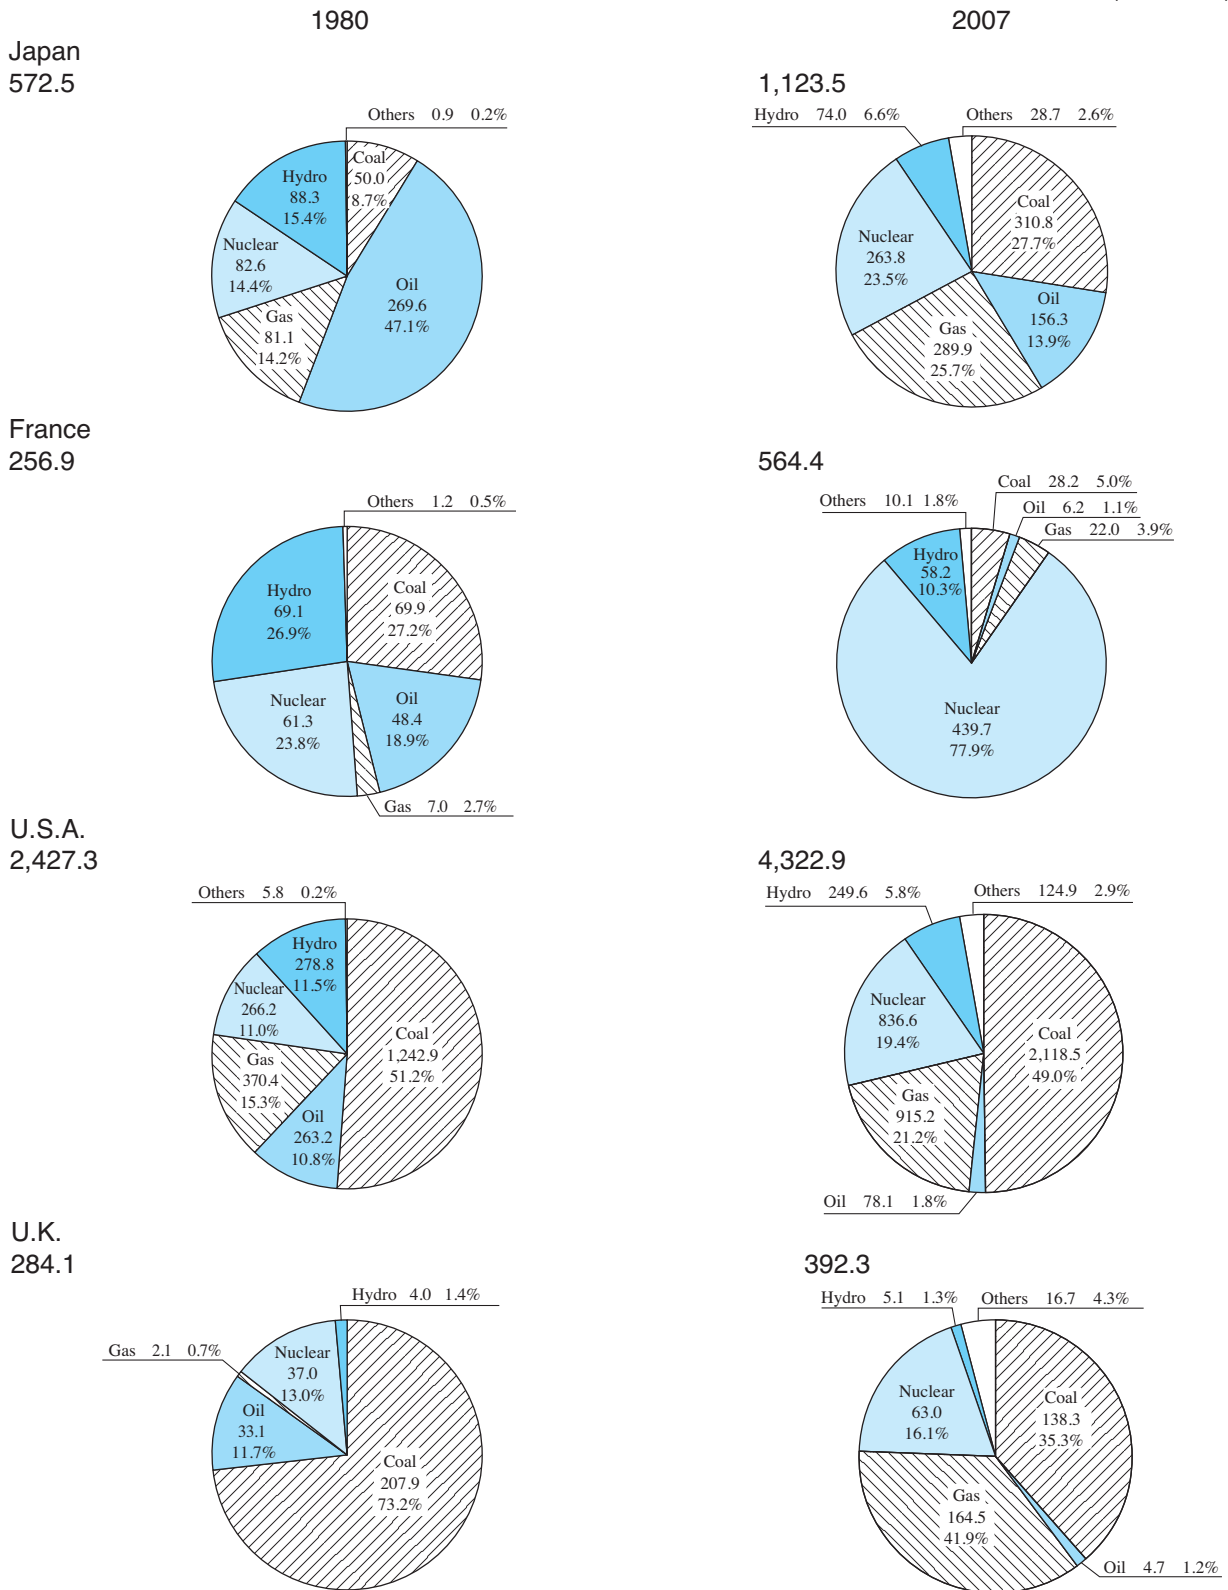 1980
2007
Japan
572.5
1,123.5
Others 0.9 0.2%
Coal
50.0
8.7%
Oil
269.6
47.1%
Gas
81.1
14.2%
Nuclear
82.6
14.4%
Hydro
88.3
15.4%
Hydro 74.0 6.6%
Others 28.7 2.6%
Coal
310.8
27.7%
Oil
156.3
13.9%
Gas
289.9
25.7%
Nuclear
263.8
23.5%
France
256.9
564.4
Others 1.2 0.5%
Coal
69.9
27.2%
Oil
48.4
18.9%
Gas 7.0 2.7%
Nuclear
61.3
23.8%
Hydro
69.1
26.9%
Others 10.1 1.8%
Coal 28.2 5.0%
Oil 6.2 1.1%
Gas 22.0 3.9%
Hydro
58.2
10.3%
Nuclear
439.7
77.9%
U.S.A.
2,427.3
4,322.9
Others 5.8 0.2%
Hydro
278.8
11.5%
Nuclear
266.2
11.0%
Gas
370.4
15.3%
Oil
263.2
10.8%
Coal
1,242.9
51.2%
Hydro 249.6 5.8%
Others 124.9 2.9%
Nuclear
836.6
19.4%
Coal
2,118.5
49.0%
Gas
915.2
21.2%
Oil 78.1 1.8%
U.K.
284.1
392.3
Hydro 4.0 1.4%
Gas 2.1 0.7%
Nuclear
37.0
13.0%
Oil
33.1
11.7%
Coal
207.9
73.2%
Hydro 5.1 1.3%
Others 16.7 4.3%
Nuclear
63.0
16.1%
Coal
138.3
35.3%
Gas
164.5
41.9%
Oil 4.7 1.2%